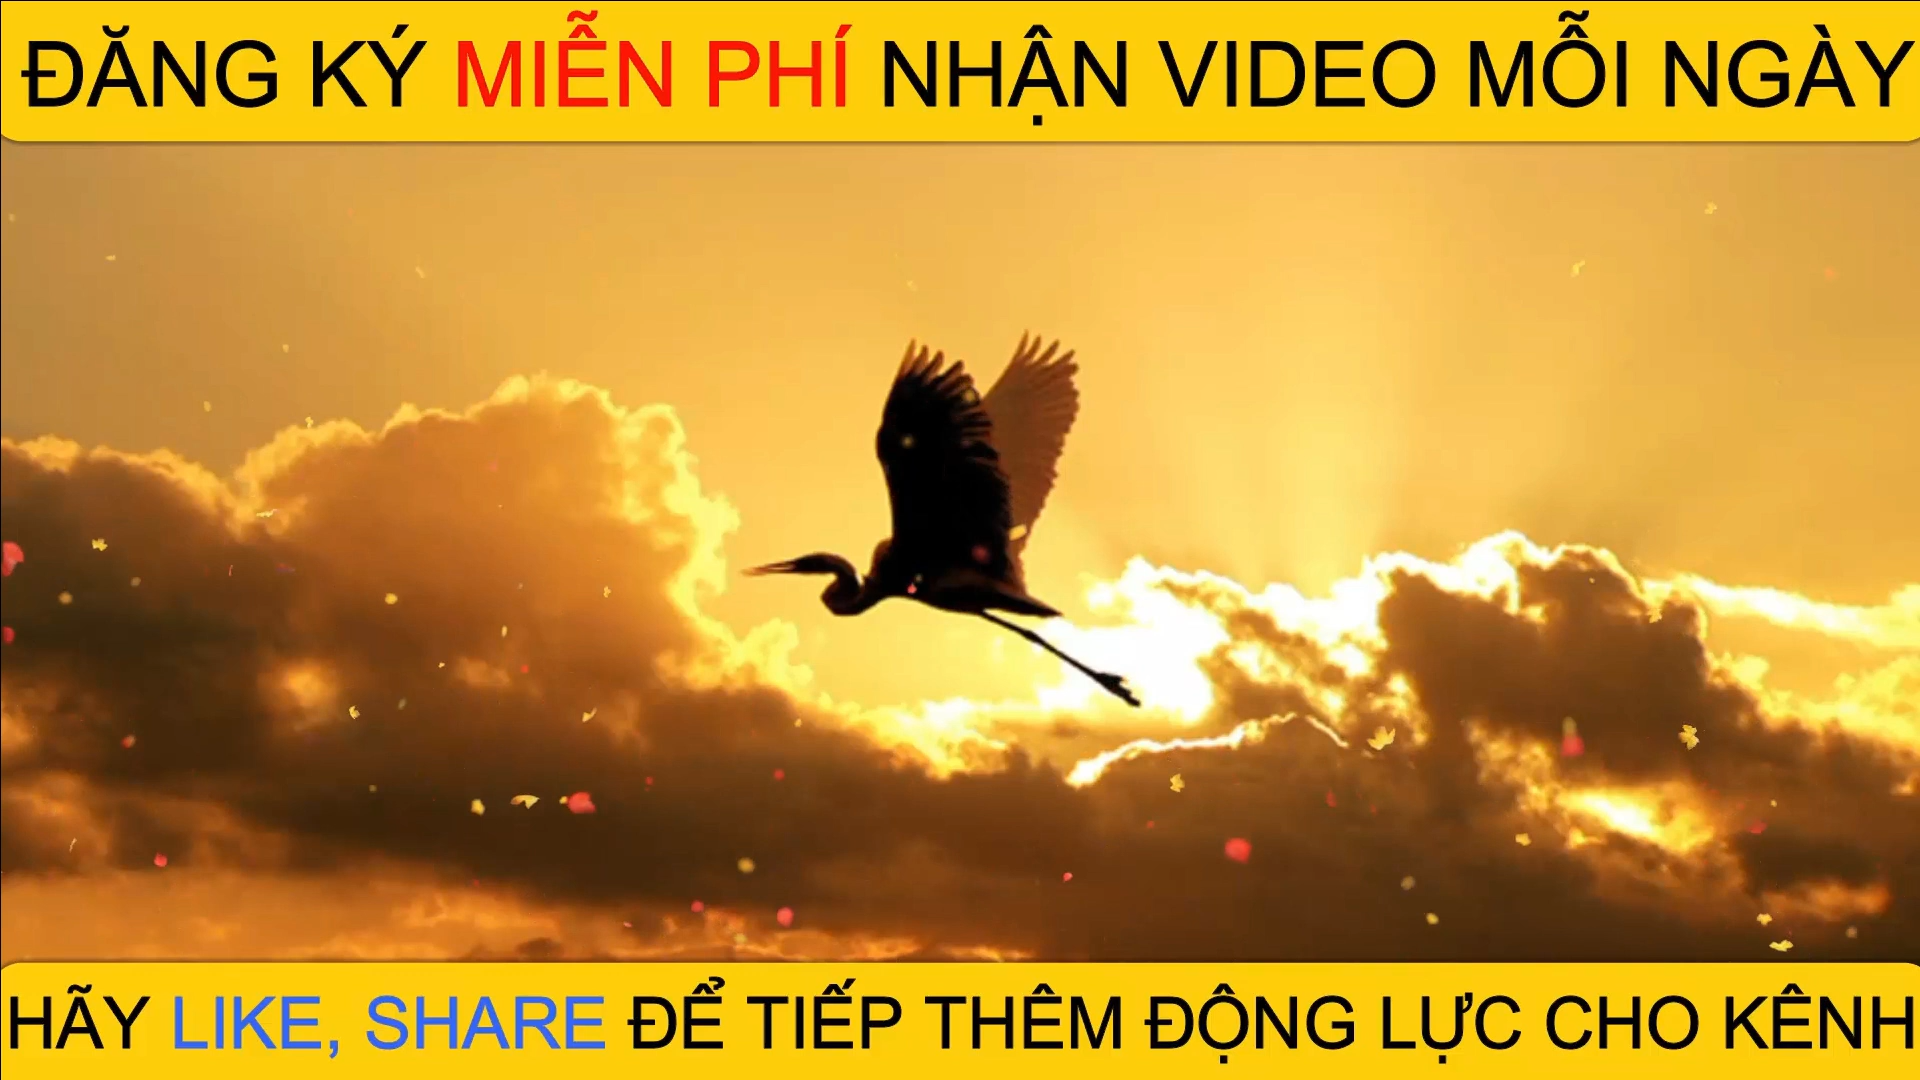 ĐĂNG KÝ MIỄN PHÍ NHẬN VIDEO MỖI NGÀY
HÃY LIKE, SHARE ĐỂ TIẾP THÊM ĐỘNG LỰC CHO KÊNH